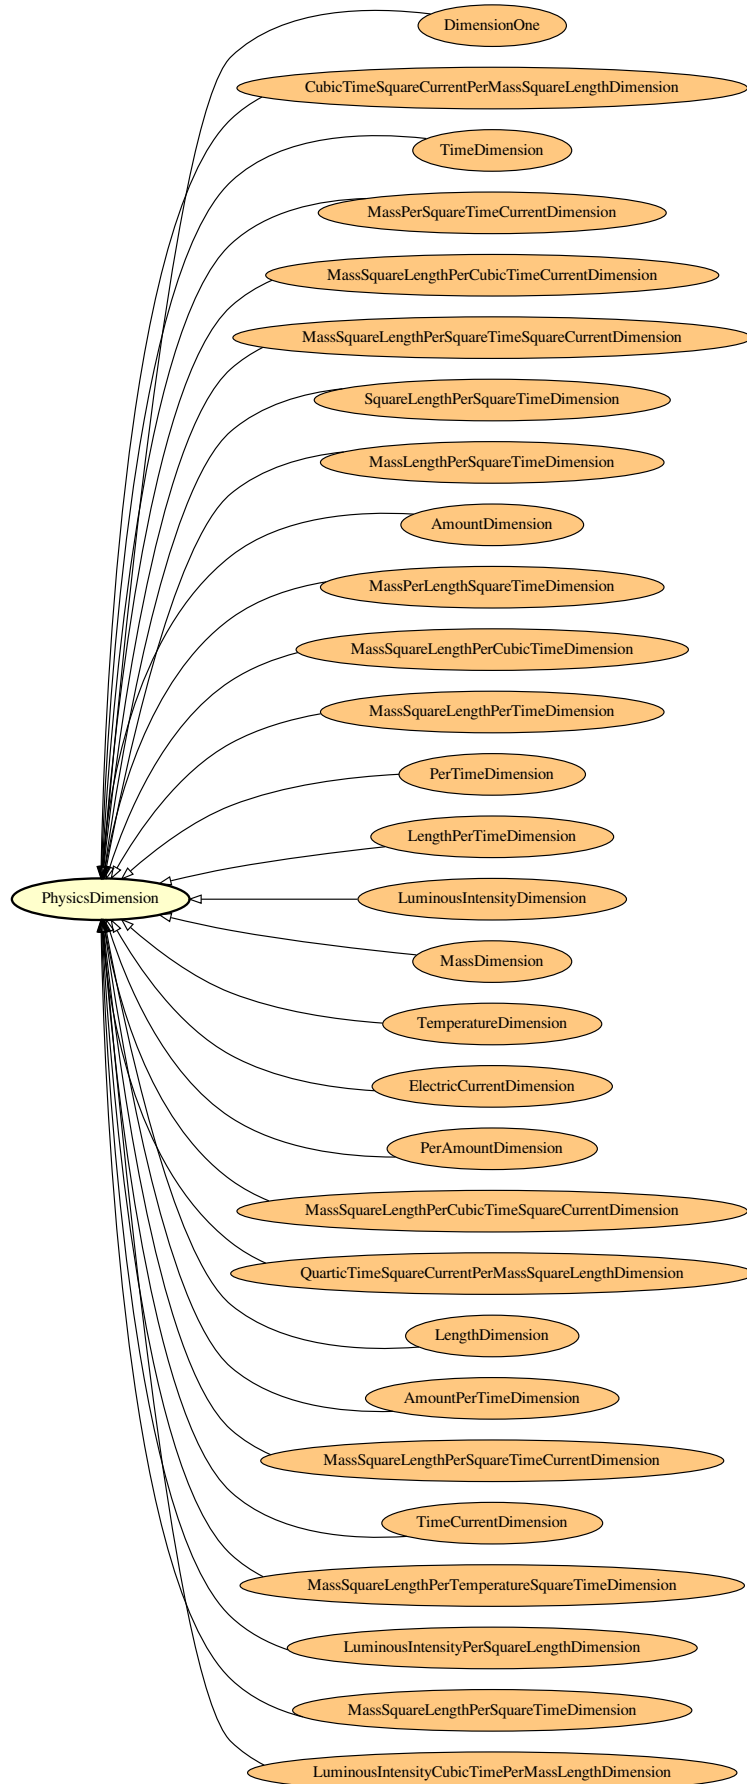 DimensionOne
CubicTimeSquareCurrentPerMassSquareLengthDimension
TimeDimension
MassPerSquareTimeCurrentDimension
MassSquareLengthPerCubicTimeCurrentDimension
MassSquareLengthPerSquareTimeSquareCurrentDimension
SquareLengthPerSquareTimeDimension
MassLengthPerSquareTimeDimension
AmountDimension
MassPerLengthSquareTimeDimension
MassSquareLengthPerCubicTimeDimension
MassSquareLengthPerTimeDimension
PerTimeDimension
LengthPerTimeDimension
PhysicsDimension
LuminousIntensityDimension
MassDimension
TemperatureDimension
ElectricCurrentDimension
PerAmountDimension
MassSquareLengthPerCubicTimeSquareCurrentDimension
QuarticTimeSquareCurrentPerMassSquareLengthDimension
LengthDimension
AmountPerTimeDimension
MassSquareLengthPerSquareTimeCurrentDimension
TimeCurrentDimension
MassSquareLengthPerTemperatureSquareTimeDimension
LuminousIntensityPerSquareLengthDimension
MassSquareLengthPerSquareTimeDimension
LuminousIntensityCubicTimePerMassLengthDimension